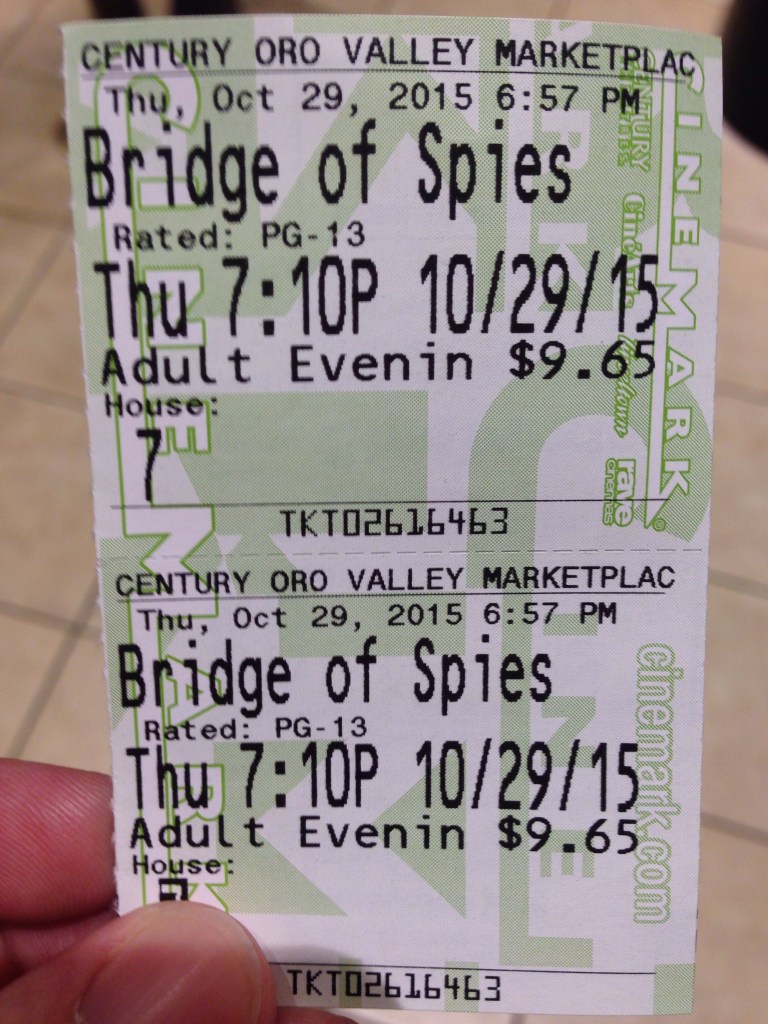 CENTURY ORO VALLEY MARKETPLAC
Thu, Oct 29, 2015 6:57 PM
Bridge of Spies
Rated: PG-13
Thu 7:10P 10/29/15
Adult Evenin $9.65
House:
7
TKT02616463
CINEMARK
CENTURY
rave
cinemas
CINEMARK
CENTURY ORO VALLEY MARKETPLAC
Thu, Oct 29, 2015 6:57 PM
Bridge of Spies
Rated: PG-13
Thu 7:10P 10/29/15
Adult Evenin $9.65
House:
TKT02616463
cinemark.com